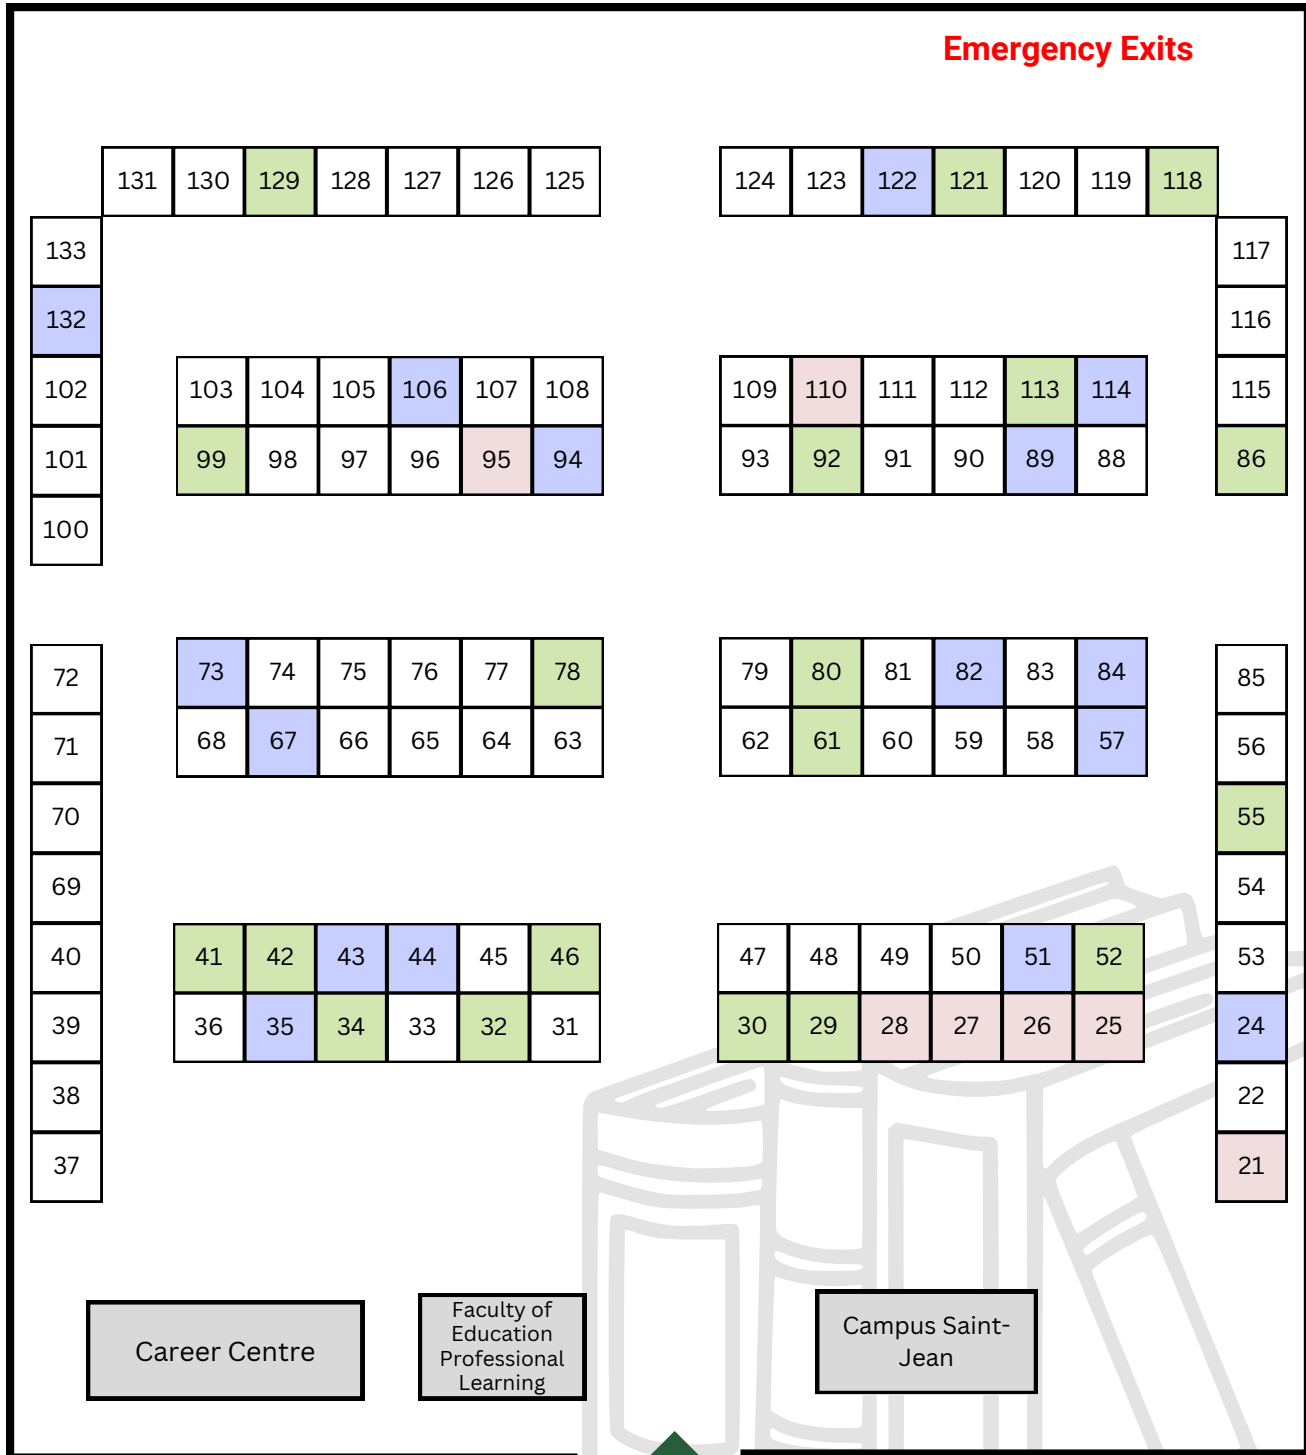 Emergency Exits
131 130 129 128 127 126 125 124 123 122 121 120 119 118
133 117
132 116
102 103 104 105 106 107 108 109 110 111 112 113 114 115
101 99 98 97 96 95 94 93 92 91 90 89 88 86
100
72 73 74 75 76 77 78 79 80 81 82 83 84 85
71 68 67 66 65 64 63 62 61 60 59 58 57 56
70 55
69 54
40 41 42 43 44 45 46 47 48 49 50 51 52 53
39 36 35 34 33 32 31 30 29 28 27 26 25 24
38 22
37 21
Career Centre
Faculty of
Education
Professional
Learning
Campus Saint-
Jean